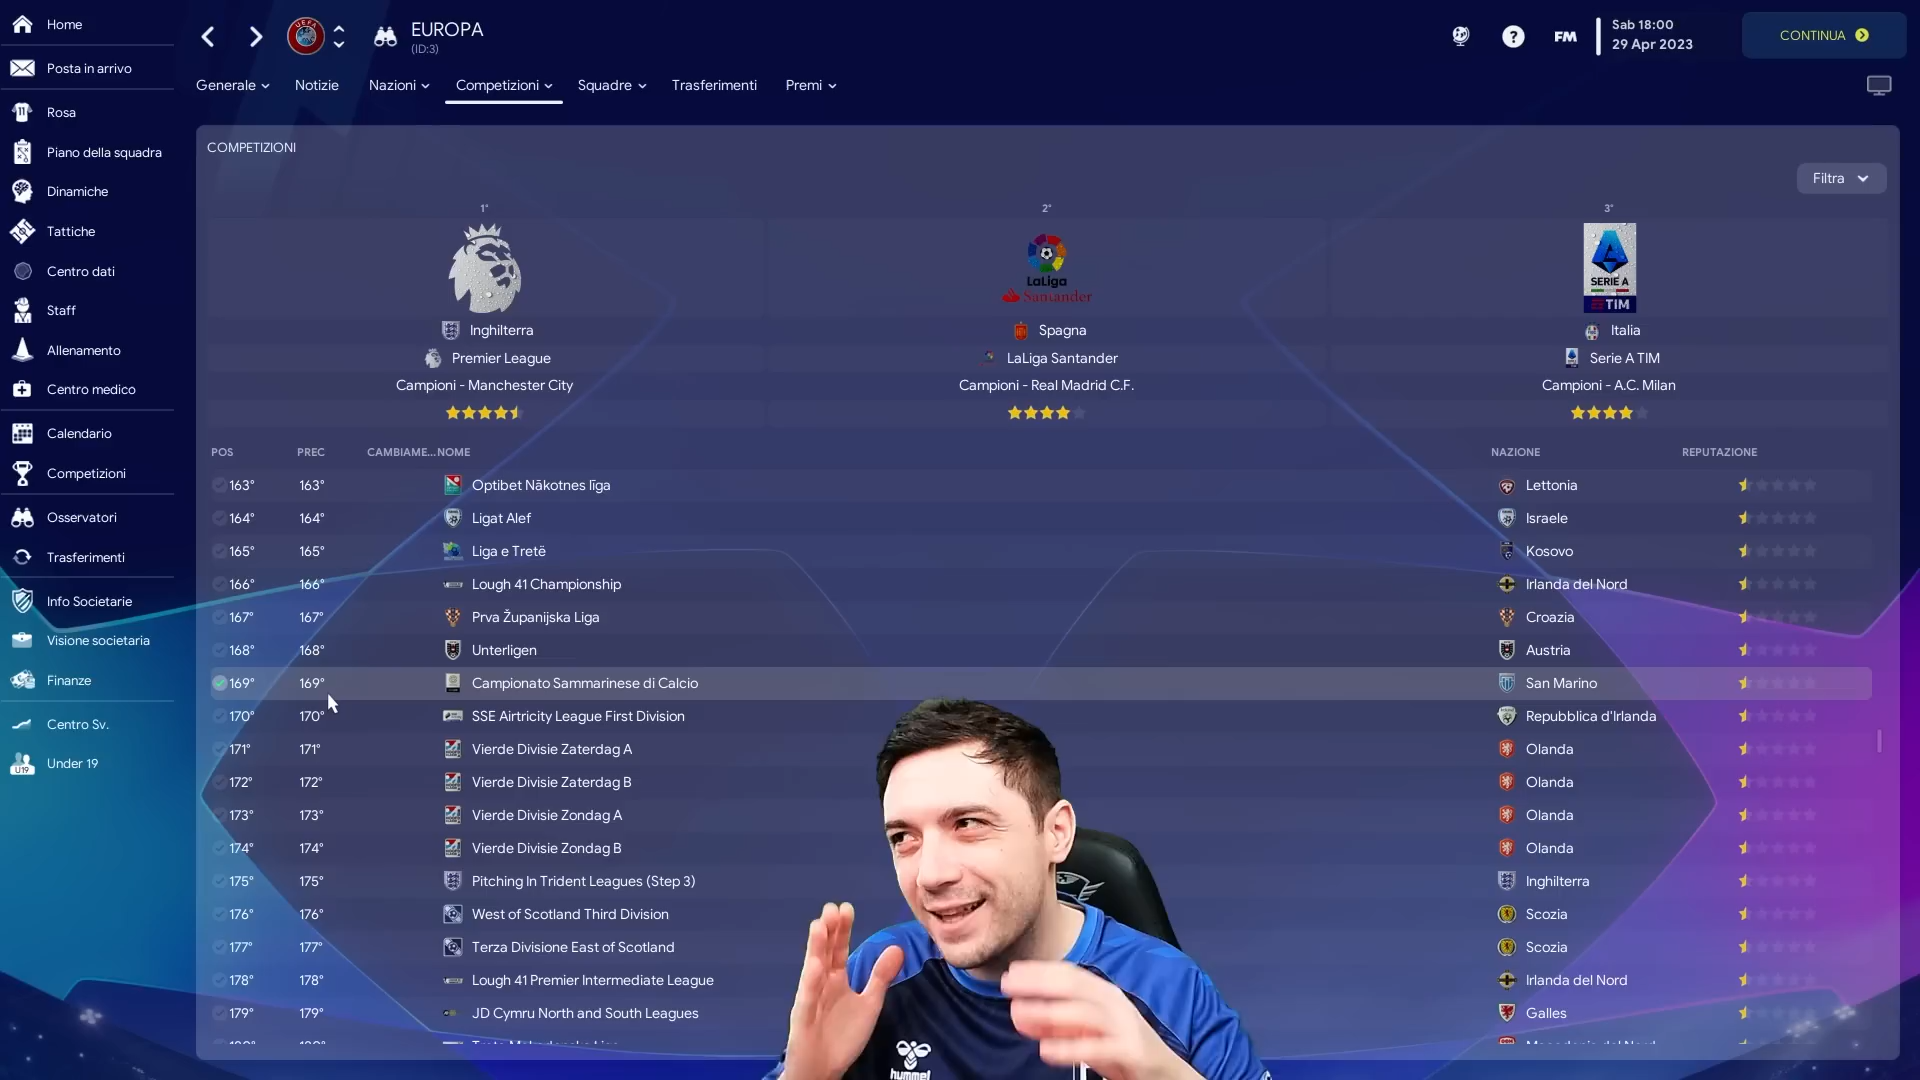 Home
Posta in arrivo
Rosa
Piano della squadra
Dinamiche
Tattiche
Centro dati
Staff
Allenamento
Centro medico
Calendario
Competizioni
Osservatori
Trasferimenti
Info Societarie
Visione societaria
Finanze
Centro Sv.
U19
Under 19
UEFA
EUROPA
(ID:3)
FM
Sab 18:00
29 Apr 2023
CONTINUA
Generale
Notizie
Nazioni
Competizioni
Squadre
Trasferimenti
Premi
COMPETIZIONI
Filtra
1°
Inghilterra
Premier League
Campioni - Manchester City
2°
LaLiga
Santander
Spagna
LaLiga Santander
Campioni - Real Madrid C.F.
3°
SERIE A
TIM
Italia
Serie A TIM
Campioni - A.C. Milan
POS PREC CAMBIAME... NOME NAZIONE REPUTAZIONE
163° 163° Optibet Nākotnes līga Lettonia
164° 164° Ligat Alef Israele
165° 165° Liga e Tretë Kosovo
166° 166° Lough 41 Championship Irlanda del Nord
167° 167° Prva Županijska Liga Croazia
168° 168° Unterligen Austria
169° 169° Campionato Sammarinese di Calcio San Marino
170° 170° SSE Airtricity League First Division Repubblica d'Irlanda
171° 171° Vierde Divisie Zaterdag A Olanda
172° 172° Vierde Divisie Zaterdag B Olanda
173° 173° Vierde Divisie Zondag A Olanda
174° 174° Vierde Divisie Zondag B Olanda
175° 175° Pitching In Trident Leagues (Step 3) Inghilterra
176° 176° West of Scotland Third Division Scozia
177° 177° Terza Divisione East of Scotland Scozia
178° 178° Lough 41 Premier Intermediate League Irlanda del Nord
179° 179° JD Cymru North and South Leagues Galles
hummel